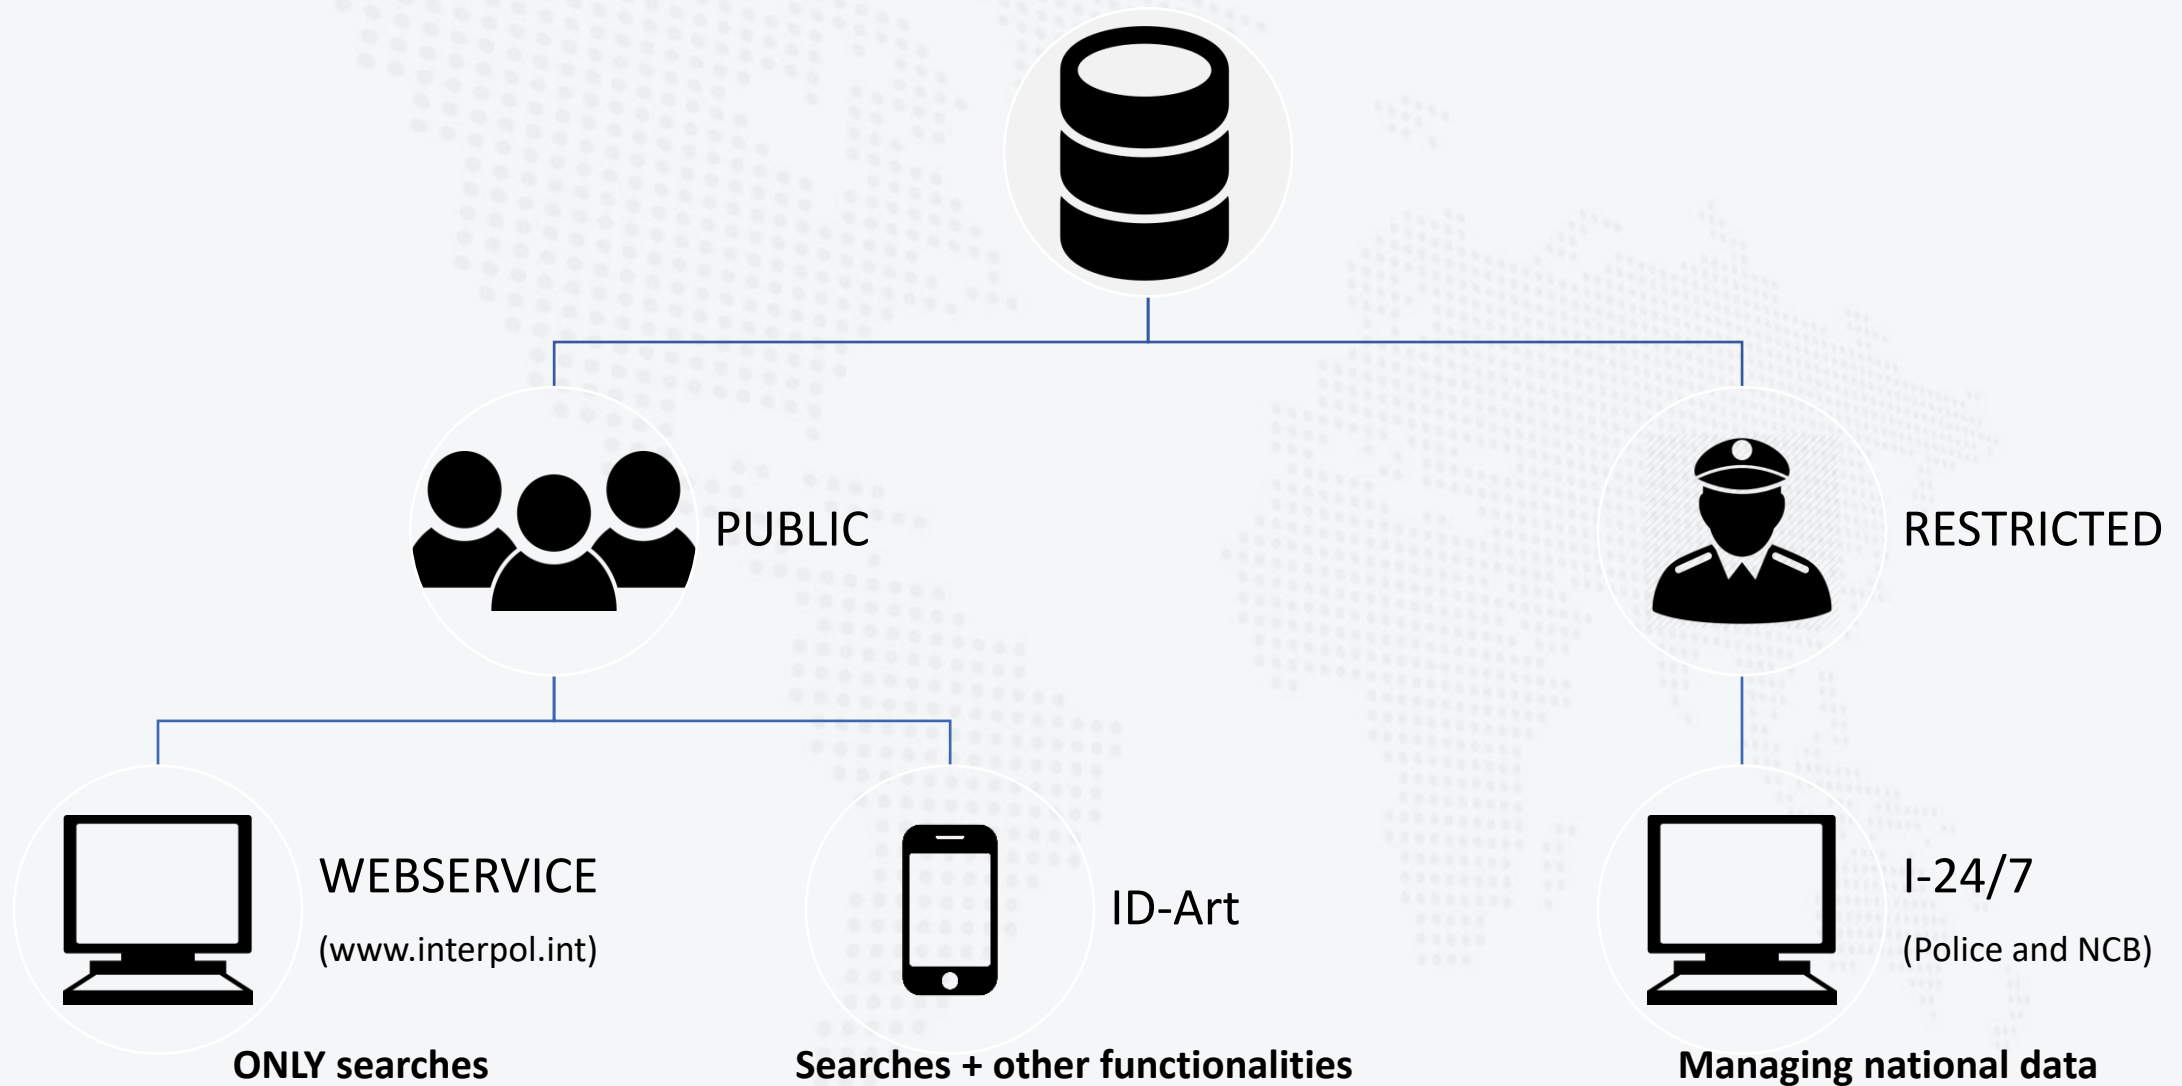 PUBLIC
RESTRICTED
WEBSERVICE
(www.interpol.int)
ID-Art
I-24/7
(Police and NCB)
ONLY searches
Searches + other functionalities
Managing national data